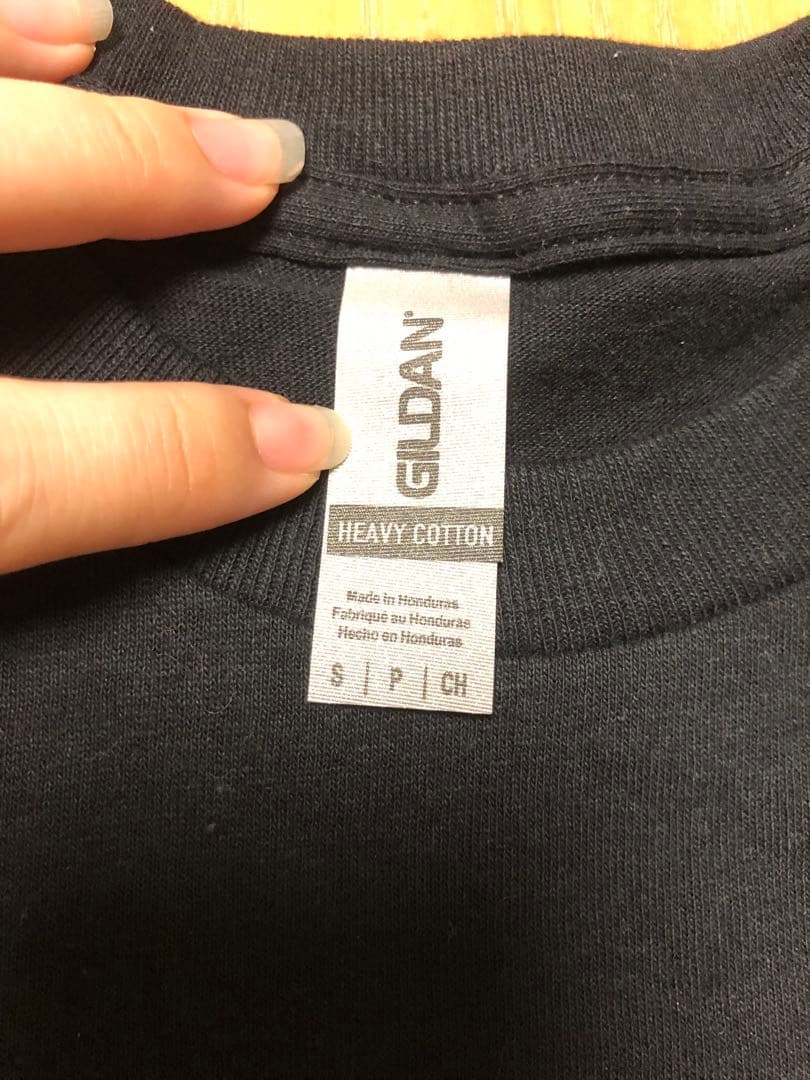 GILDAN®
HEAVY COTTON
Made in Honduras
Fabriqué au Honduras
Hecho en Honduras
S | P | CH